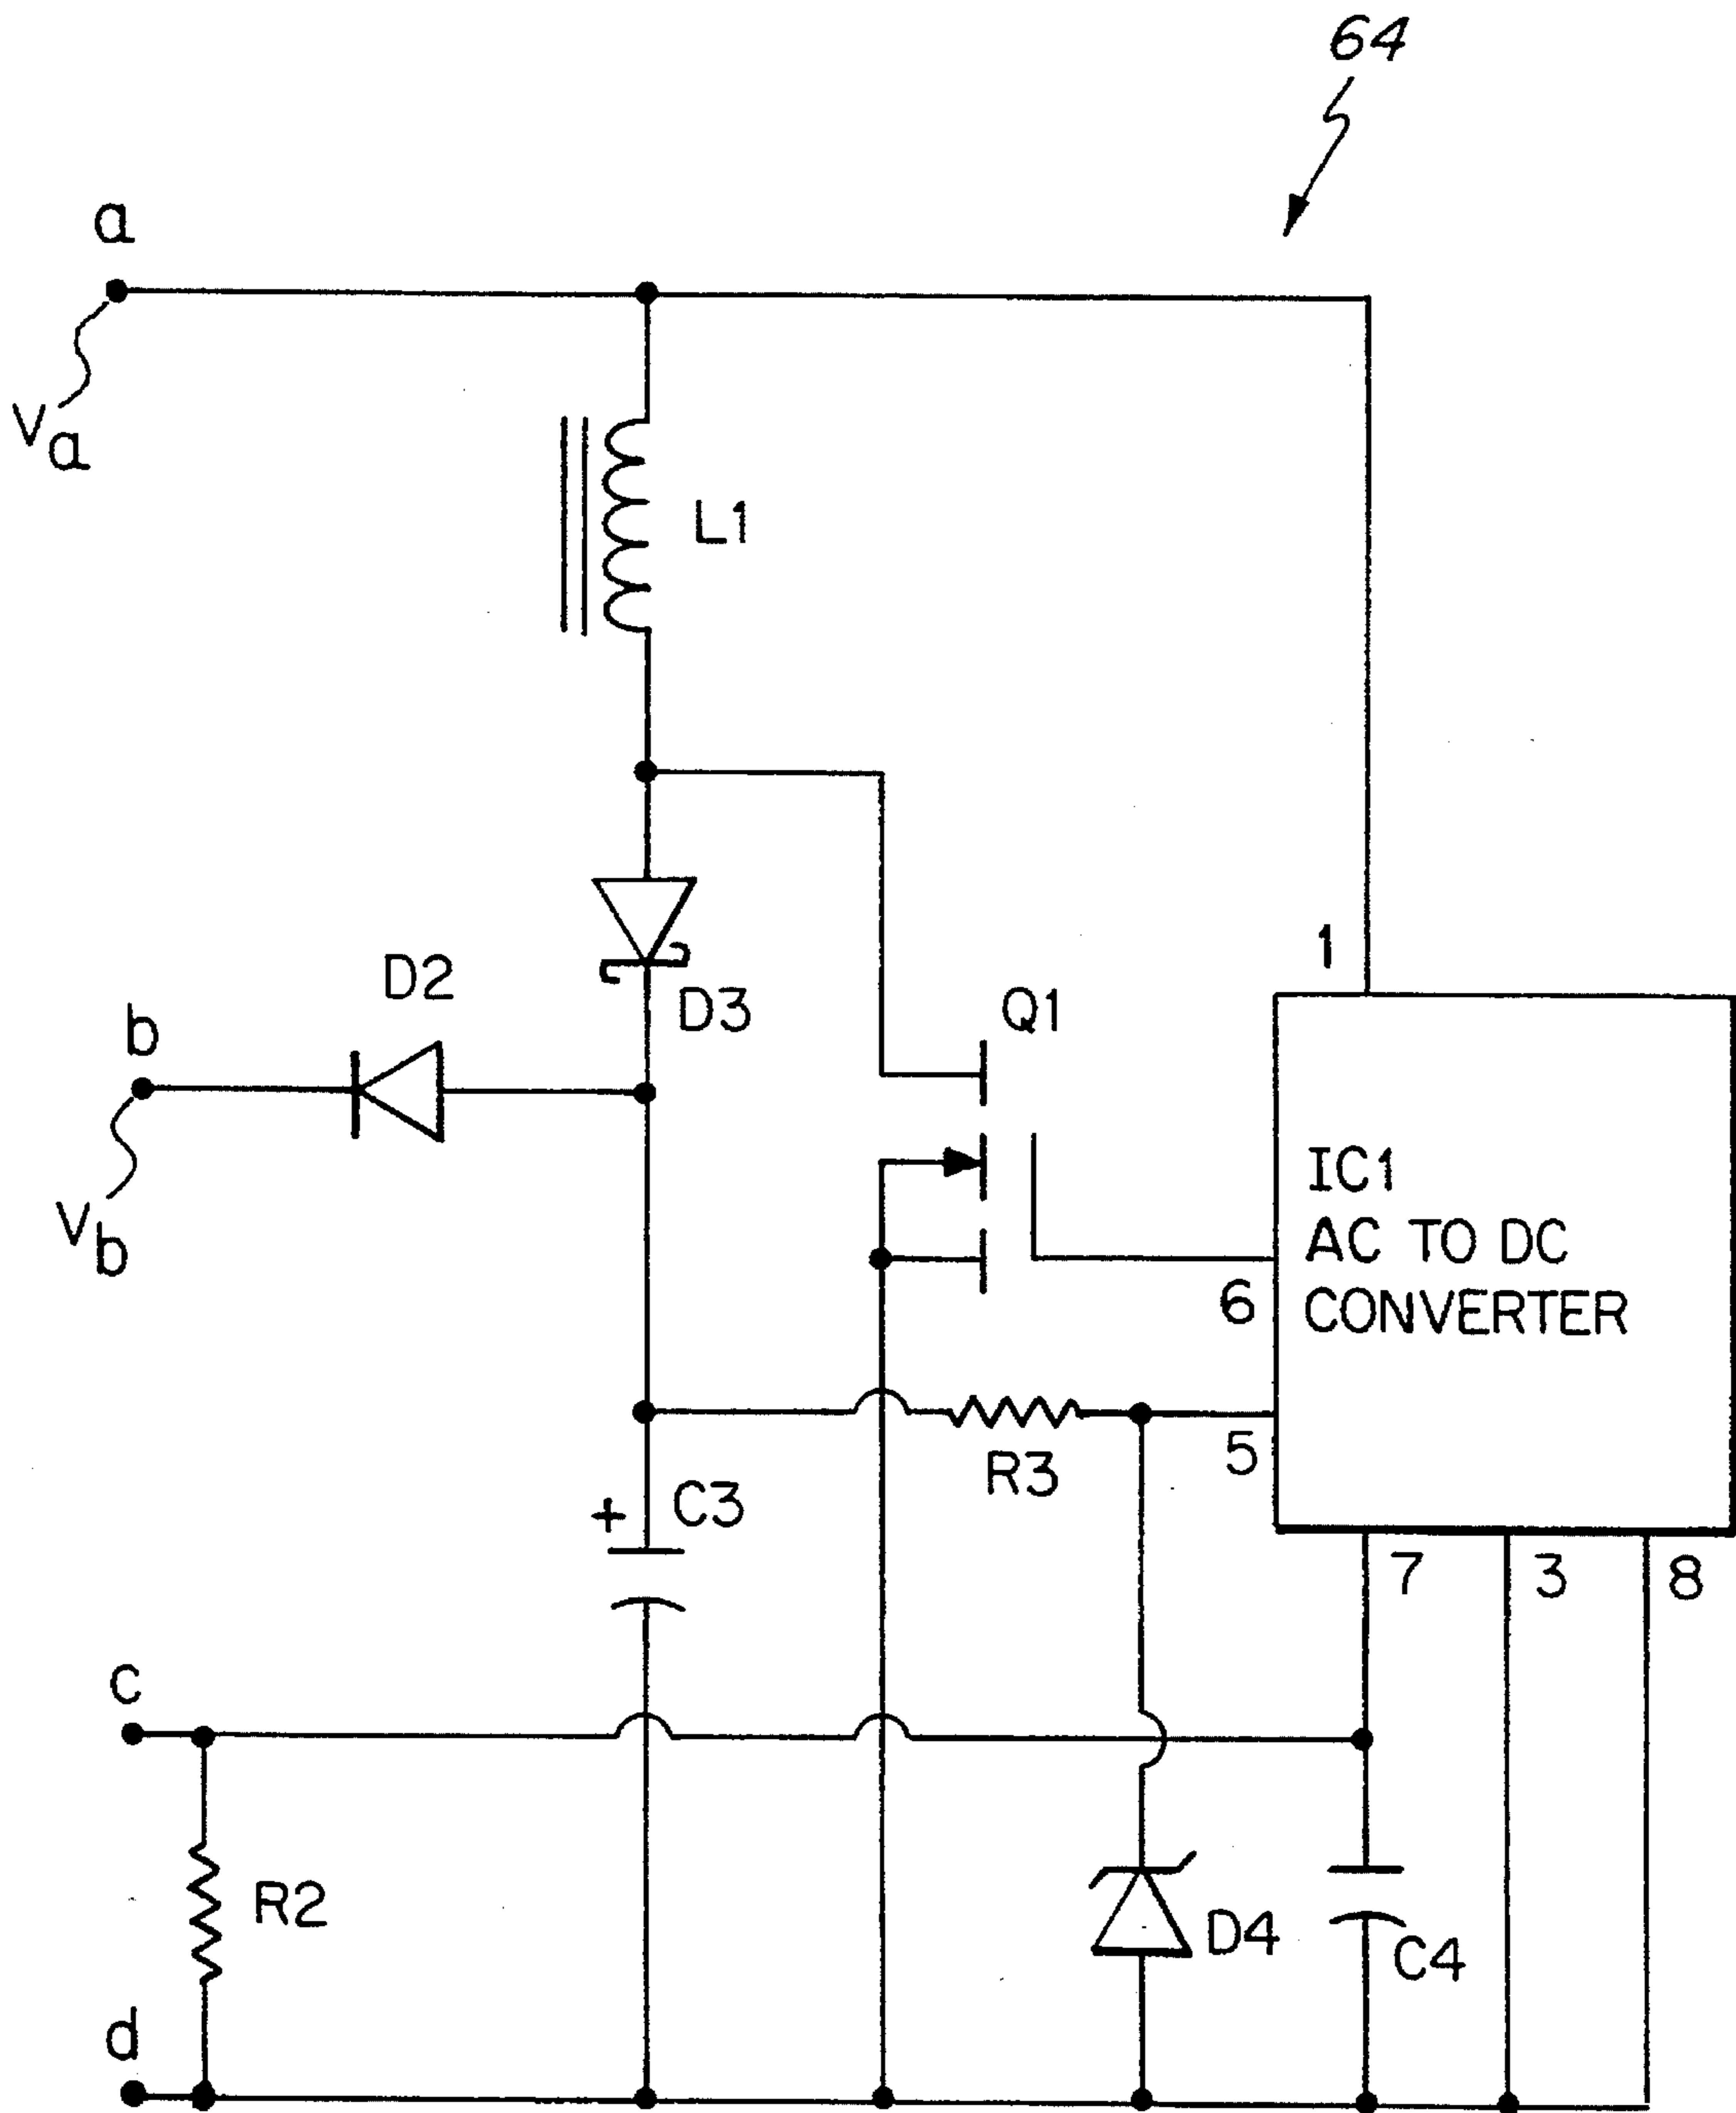 64
a
Va
L1
1
D2
D3
Q1
b
Vb
IC1
AC TO DC
CONVERTER
6
5
R3
+
C3
7
3
8
c
R2
D4
C4
d